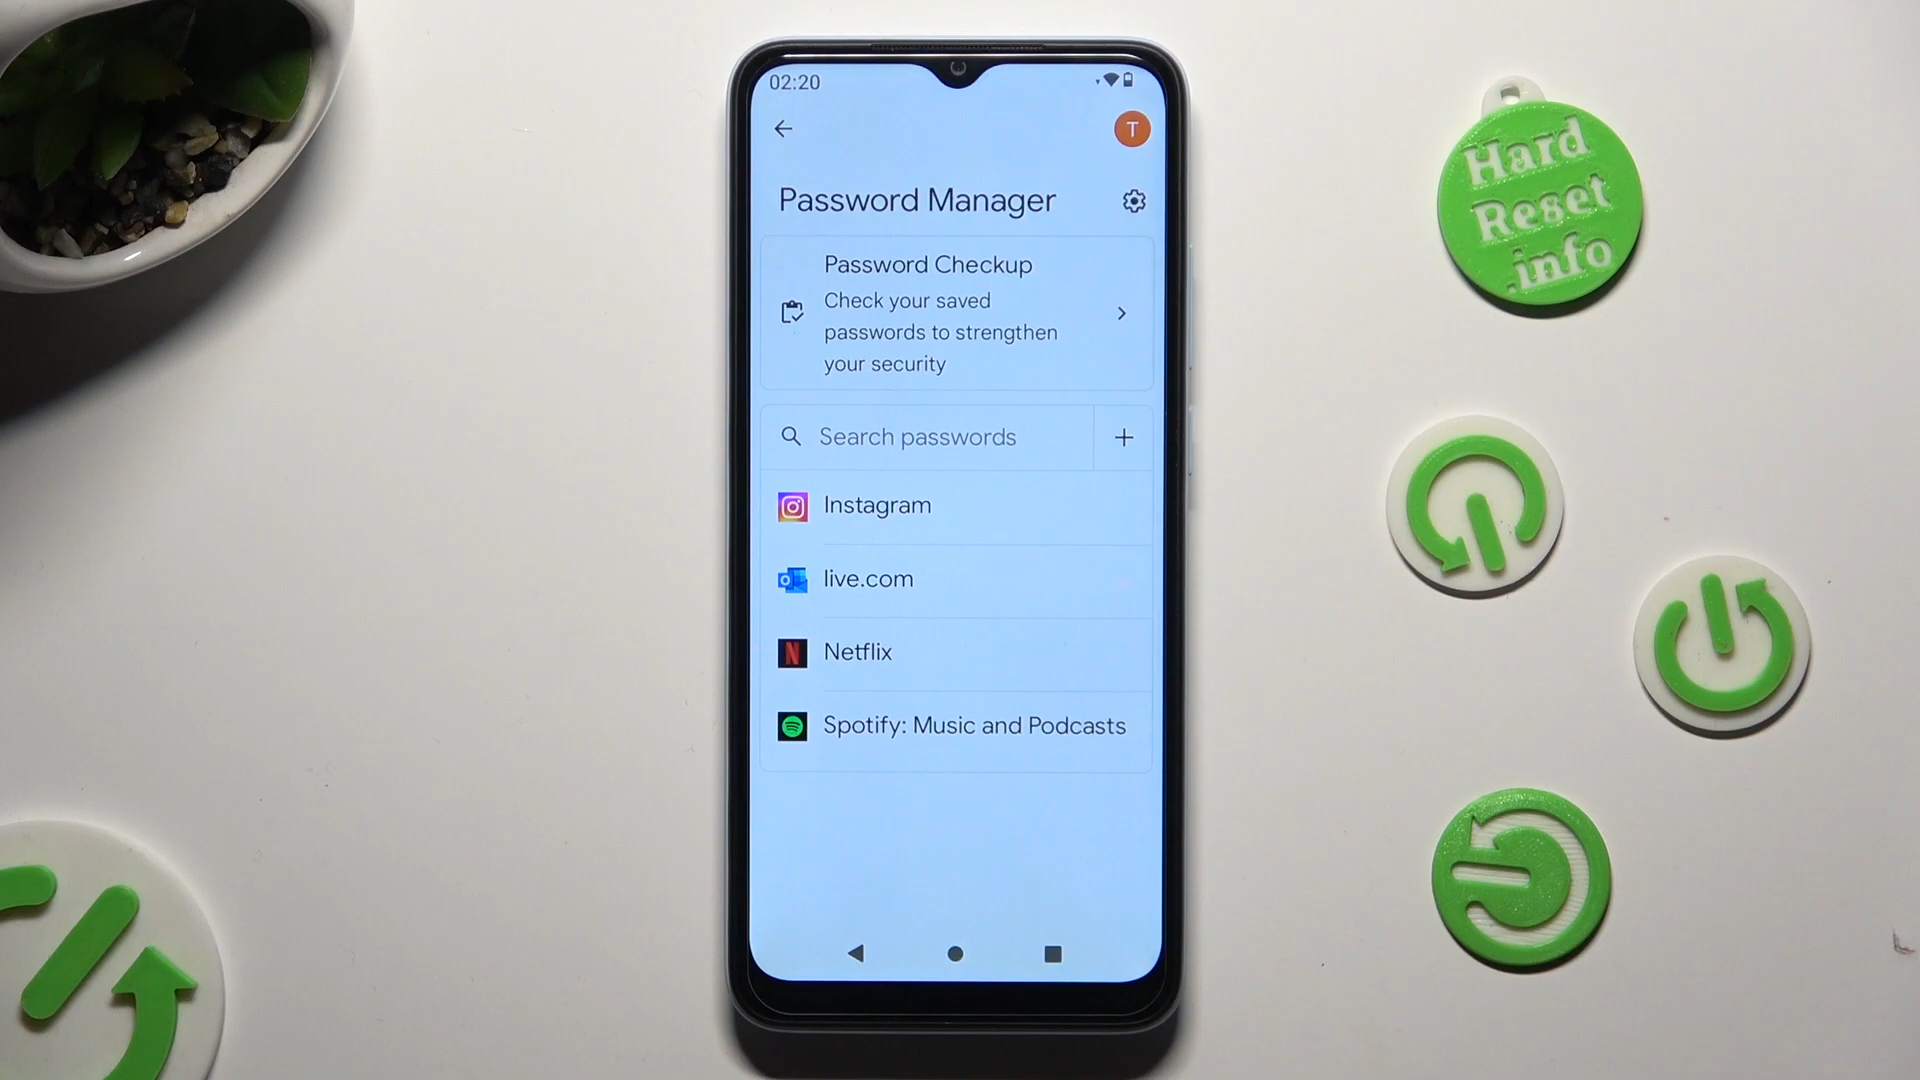 02:20
T
Password Manager
Password Checkup
Check your saved
passwords to strengthen
your security
Search passwords
Instagram
live.com
Netflix
Spotify: Music and Podcasts
Hard
Reset
.info